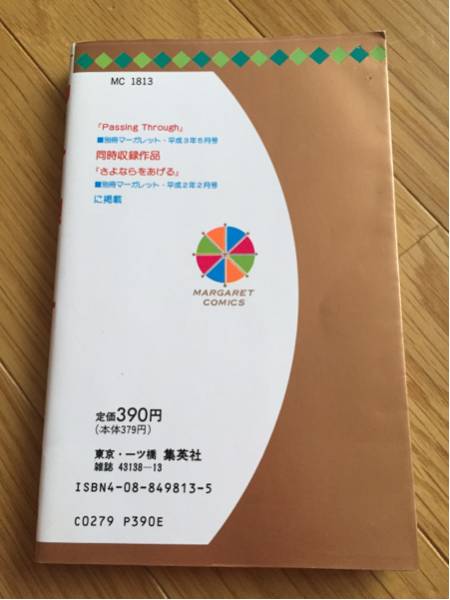 MC 1813
「Passing Through」
■別冊マーガレット・平成3年5月号
同時収録作品
『さよならをあげる』
■別冊マーガレット・平成2年2月号
に掲載
MARGARET
COMICS
定価390円
(本体379円)
東京・一ツ橋 集英社
雑誌 43138-13
ISBN4-08-849813-5
C0279 P390E